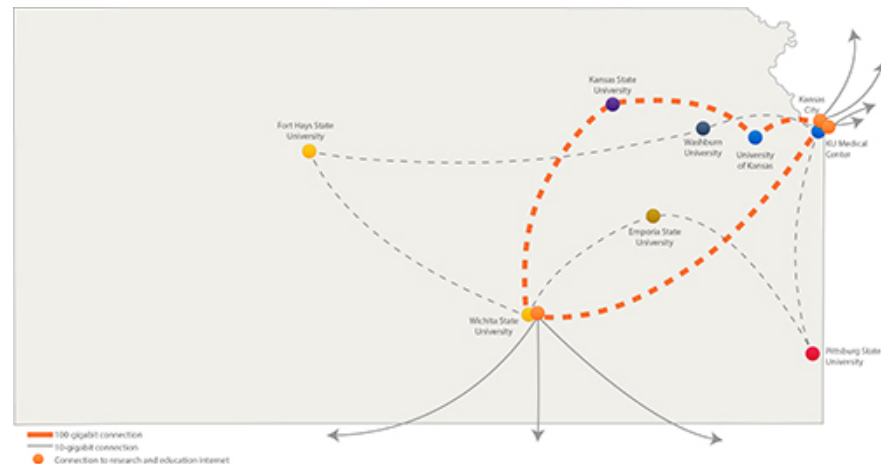 Kansas State
University
Kansas
City
Fort Hays State
University
Washburn
University
University
of Kansas
KU Medical
Center
Emporia State
University
Wichita State
University
Pittsburg State
University
100-gigabit connection
10-gigabit connection
Connection to research and education internet